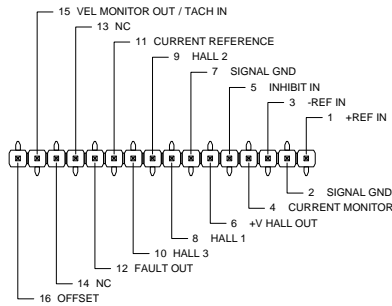 15 VEL MONITOR OUT / TACH IN
13 NC
11 CURRENT REFERENCE
9 HALL 2
7 SIGNAL GND
5 INHIBIT IN
3 -REF IN
1 +REF IN
2 SIGNAL GND
4 CURRENT MONITOR
6 +V HALL OUT
8 HALL 1
10 HALL 3
12 FAULT OUT
14 NC
16 OFFSET